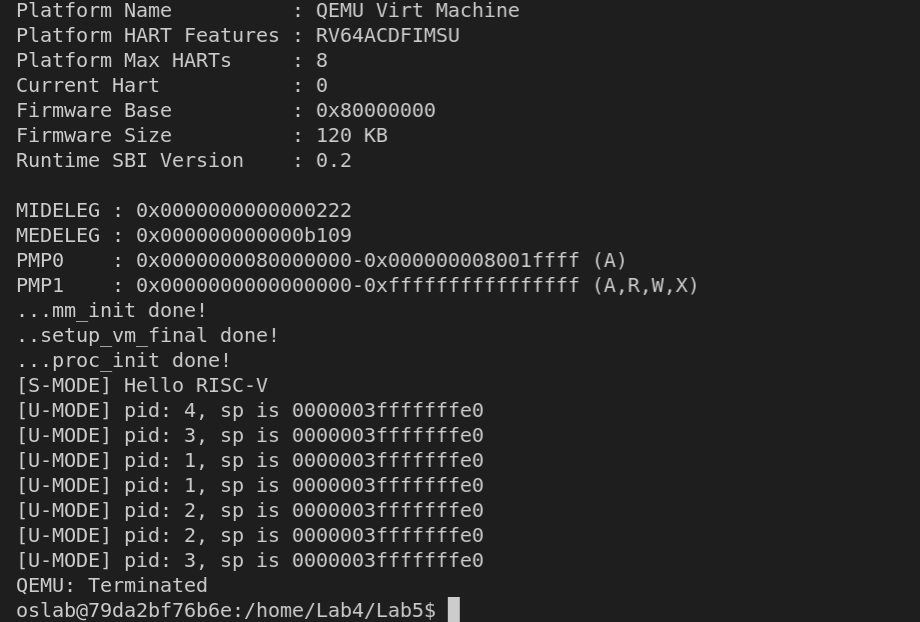 Platform Name          : QEMU Virt Machine
Platform HART Features : RV64ACDFIMSU
Platform Max HARTs     : 8
Current Hart           : 0
Firmware Base          : 0x80000000
Firmware Size          : 120 KB
Runtime SBI Version    : 0.2

MIDELEG : 0x0000000000000222
MEDELEG : 0x000000000000b109
PMP0    : 0x0000000080000000-0x000000008001ffff (A)
PMP1    : 0x0000000000000000-0xffffffffffffffff (A,R,W,X)
...mm_init done!
..setup_vm_final done!
...proc_init done!
[S-MODE] Hello RISC-V
[U-MODE] pid: 4, sp is 0000003fffffffe0
[U-MODE] pid: 3, sp is 0000003fffffffe0
[U-MODE] pid: 1, sp is 0000003fffffffe0
[U-MODE] pid: 1, sp is 0000003fffffffe0
[U-MODE] pid: 2, sp is 0000003fffffffe0
[U-MODE] pid: 2, sp is 0000003fffffffe0
[U-MODE] pid: 3, sp is 0000003fffffffe0
QEMU: Terminated
oslab@79da2bf76b6e:/home/Lab4/Lab5$